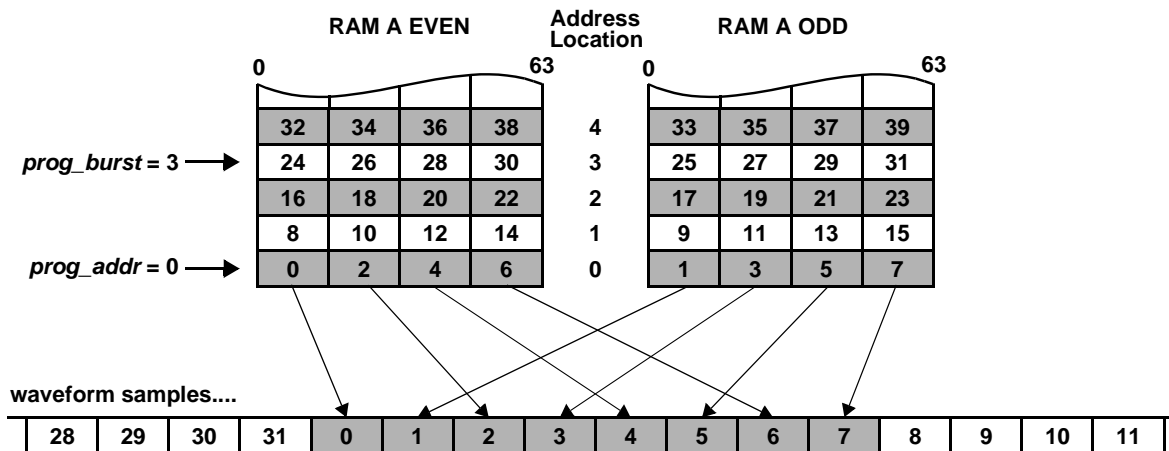 RAM A EVEN Address Location RAM A ODD
0 63 0 63
32 34 36 38 4 33 35 37 39
prog_burst = 3 24 26 28 30 3 25 27 29 31
16 18 20 22 2 17 19 21 23
8 10 12 14 1 9 11 13 15
prog_addr = 0 0 2 4 6 0 1 3 5 7
waveform samples....
28 29 30 31 0 1 2 3 4 5 6 7 8 9 10 11